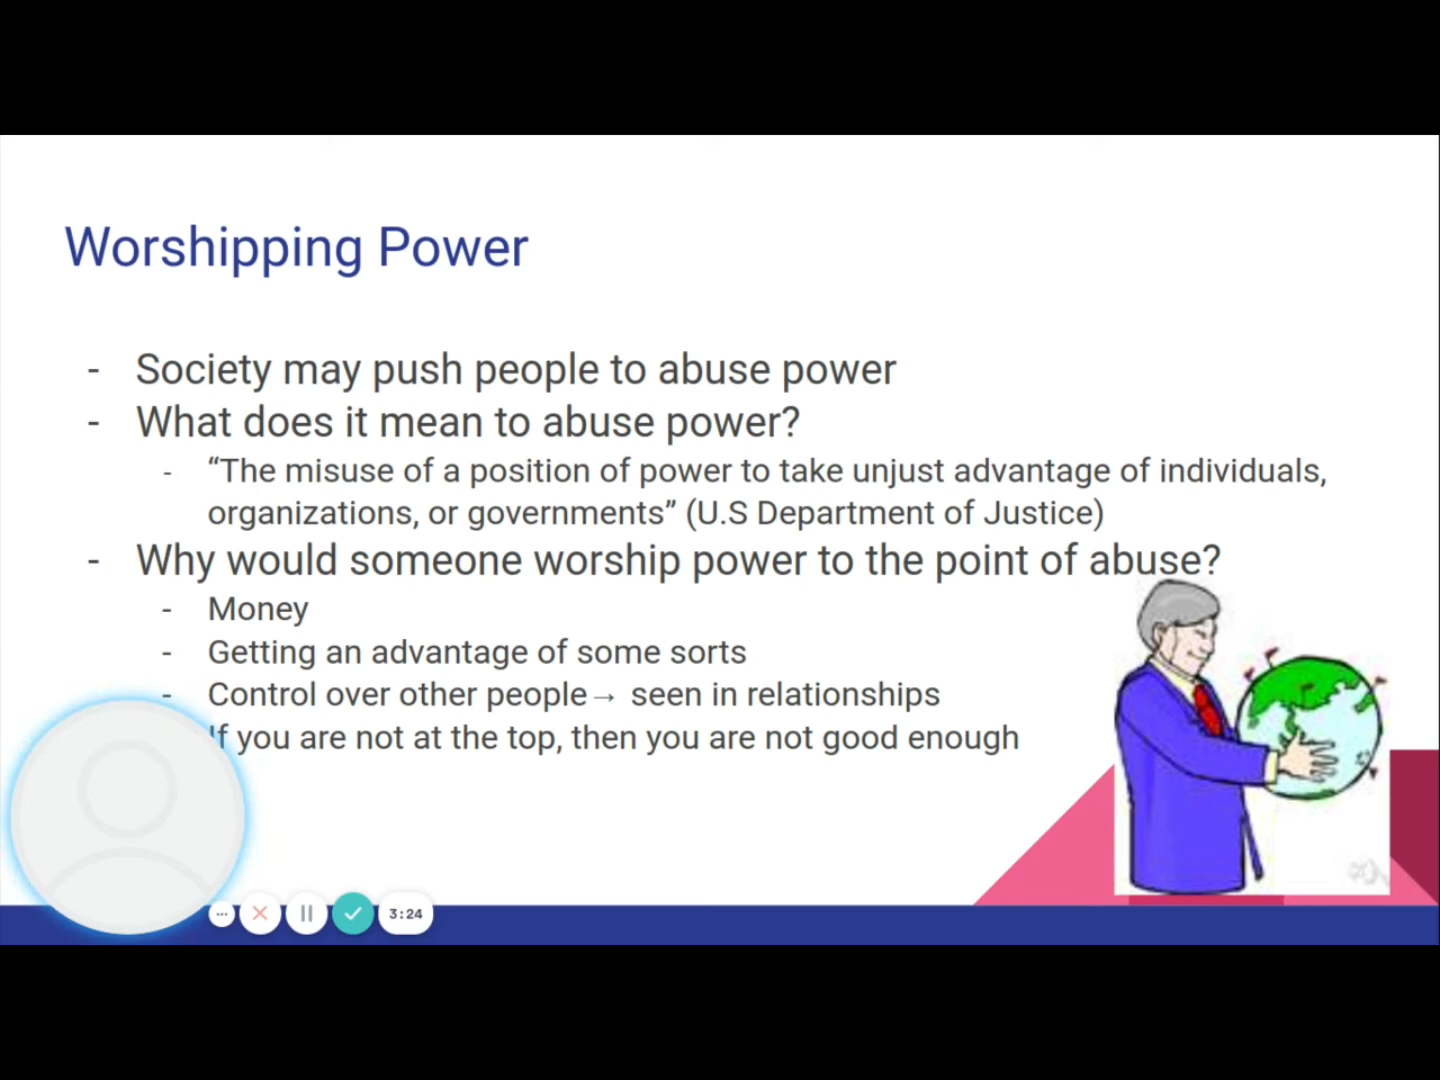 Worshipping Power
- Society may push people to abuse power
- What does it mean to abuse power?
- “The misuse of a position of power to take unjust advantage of individuals,
organizations, or governments” (U.S Department of Justice)
- Why would someone worship power to the point of abuse?
- Money
- Getting an advantage of some sorts
- Control over other people→ seen in relationships
If you are not at the top, then you are not good enough
3:24